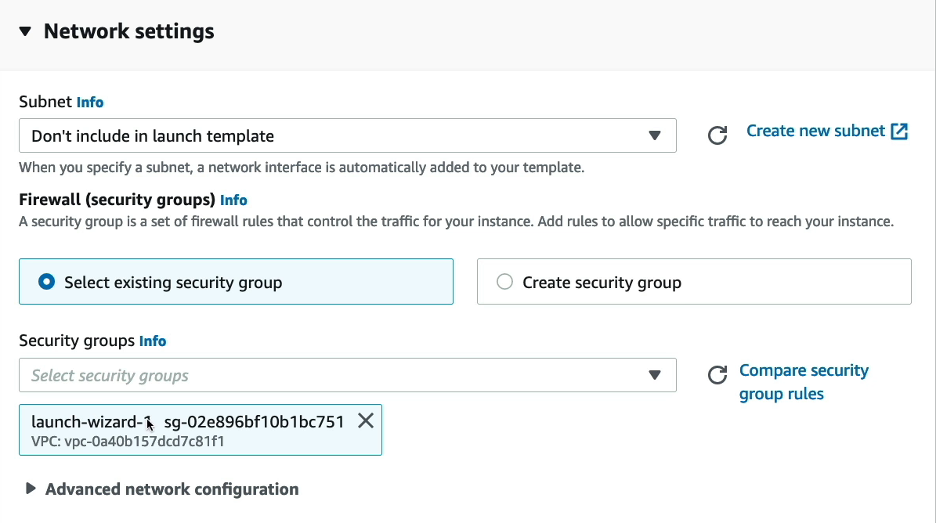 Network settings
Subnet Info
Don't include in launch template
Create new subnet
When you specify a subnet, a network interface is automatically added to your template.
Firewall (security groups) Info
A security group is a set of firewall rules that control the traffic for your instance. Add rules to allow specific traffic to reach your instance.
Select existing security group
Create security group
Security groups Info
Select security groups
Compare security
group rules
launch-wizard-1 sg-02e896bf10b1bc751
VPC: vpc-0a40b157dcd7c81f1
Advanced network configuration